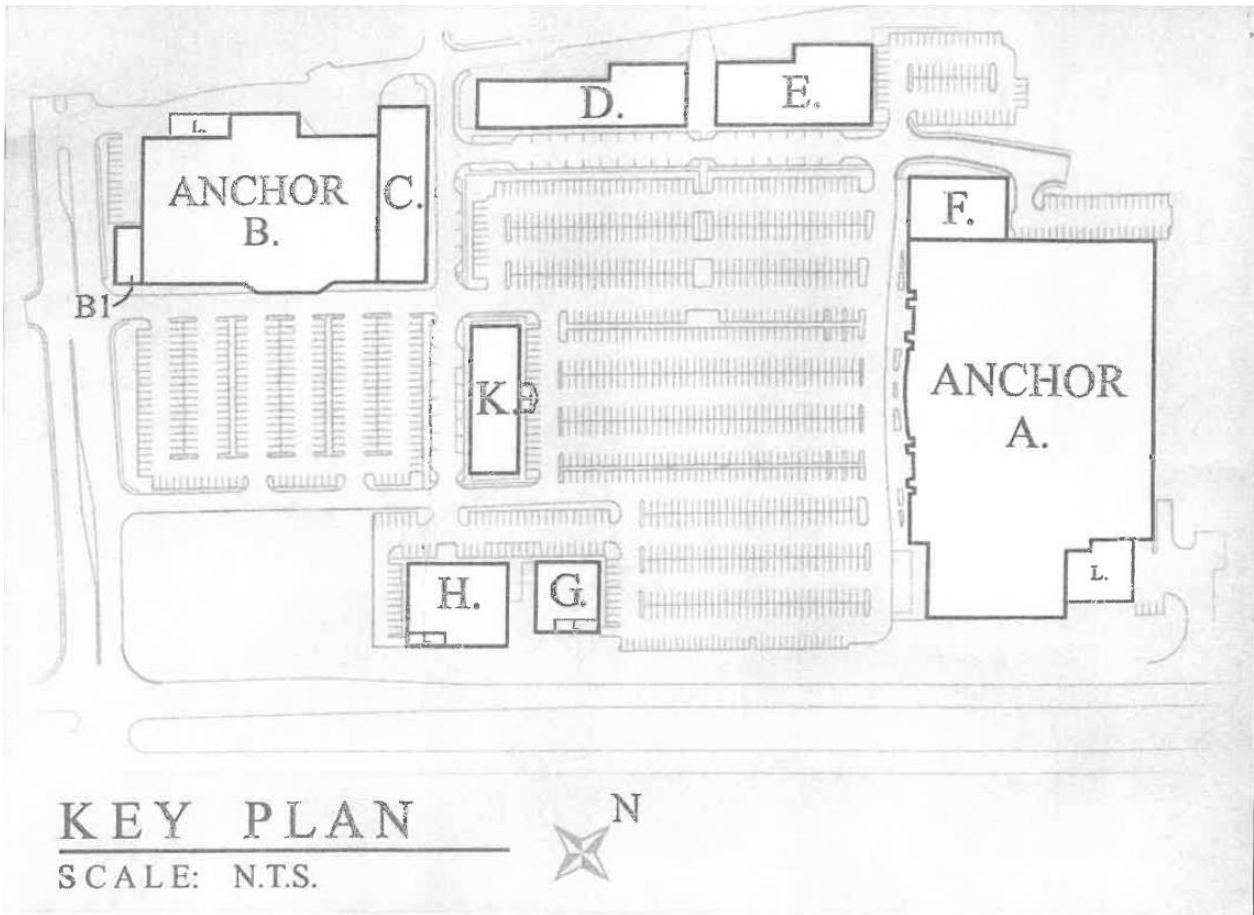 D.
E.
L.
ANCHOR
B.
C.
F.
B1
K.
ANCHOR
A.
H.
G.
L.
L
L
KEY PLAN
N
SCALE: N.T.S.